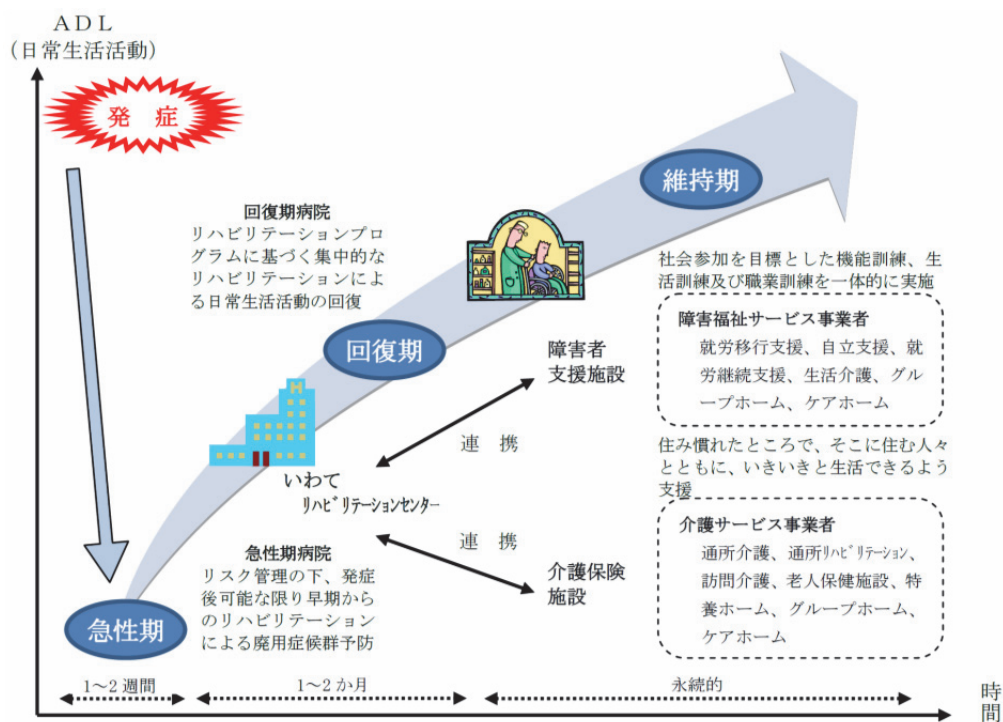 ＡＤＬ
（日常生活活動）
発　症
回復期病院
リハビリテーションプロ
グラムに基づく集中的な
リハビリテーションによ
る日常生活活動の回復
維持期
社会参加を目標とした機能訓練、生
活訓練及び職業訓練を一体的に実施
障害福祉サービス事業者
就労移行支援、自立支援、就
労継続支援、生活介護、グル
ープホーム、ケアホーム
回復期
障害者
支援施設
H
連　携
いわて
ﾘﾊﾋﾞﾘﾃｰｼｮﾝｾﾝﾀｰ
住み慣れたところで、そこに住む人々
とともに、いきいきと生活できるよう
支援
連　携
介護保険
施設
介護サービス事業者
通所介護、通所ﾘﾊﾋﾞﾘﾃｰｼｮﾝ、
訪問介護、老人保健施設、特
養ホーム、グループホーム、
ケアホーム
急性期病院
リスク管理の下、発症
後可能な限り早期から
のリハビリテーション
による廃用症候群予防
急性期
1～2 週間
1～2 か月
永続的
時
間